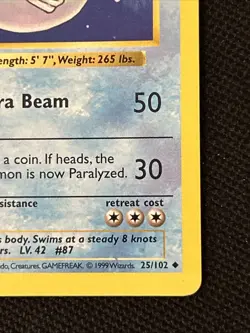 ength: 5' 7", Weight: 265 lbs.
ra Beam 50
a coin. If heads, the
mon is now Paralyzed. 30
sistance retreat cost
s body. Swims at a steady 8 knots
rs. LV. 42 #87
do, Creatures, GAMEFREAK. © 1999 Wizards. 25/102